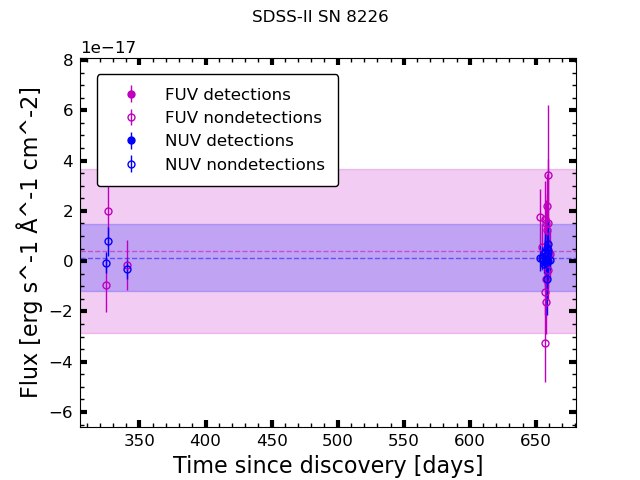 SDSS-II SN 8226
1e−17
8
6
4
2
0
−2
−4
−6
Flux [erg s^-1 Å^-1 cm^-2]
FUV detections
FUV nondetections
NUV detections
NUV nondetections
350 400 450 500 550 600 650
Time since discovery [days]